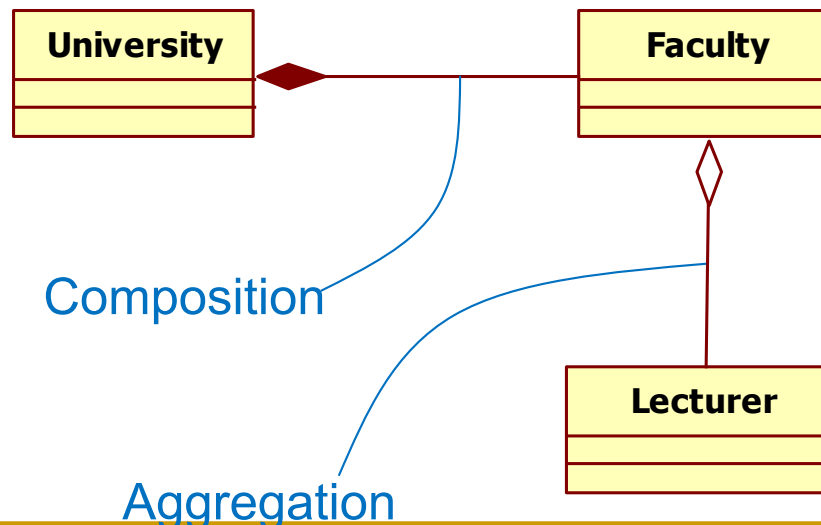 University
Faculty
Composition
Lecturer
Aggregation